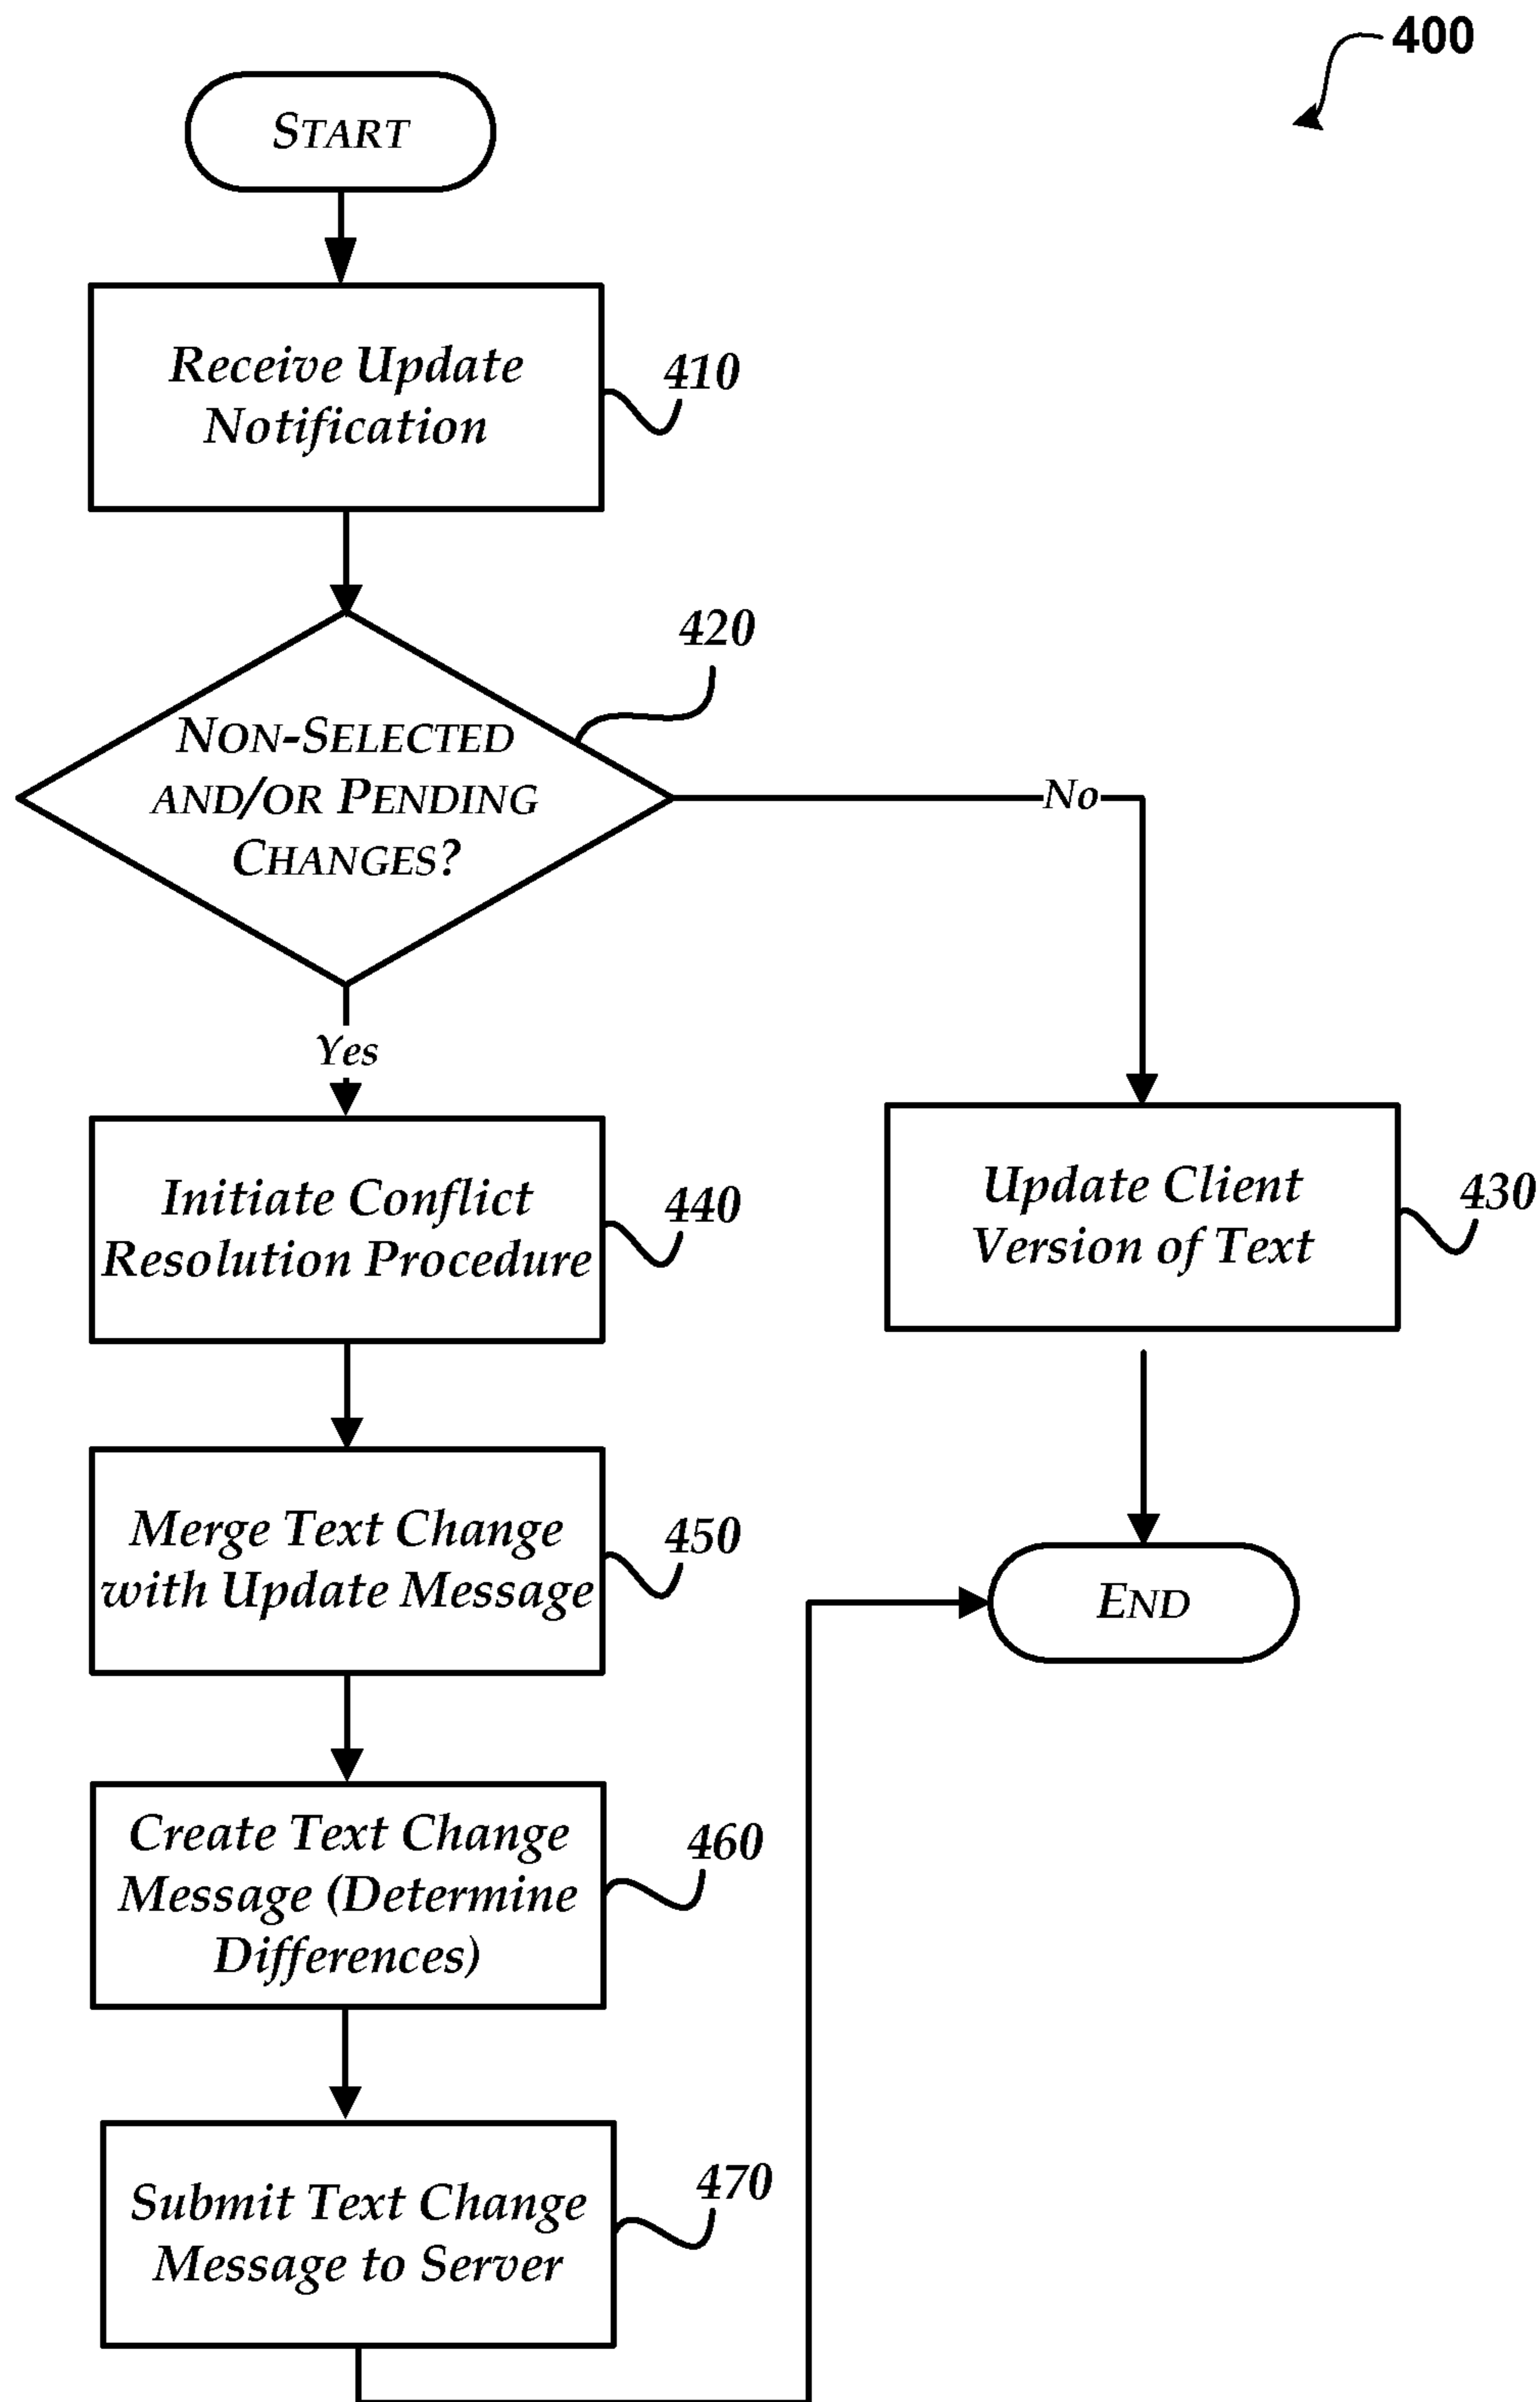 400
START
Receive Update
Notification
410
420
NON-SELECTED
AND/OR PENDING
CHANGES?
No
Yes
Initiate Conflict
Resolution Procedure
440
Update Client
Version of Text
430
Merge Text Change
with Update Message
450
END
Create Text Change
Message (Determine
Differences)
460
Submit Text Change
Message to Server
470